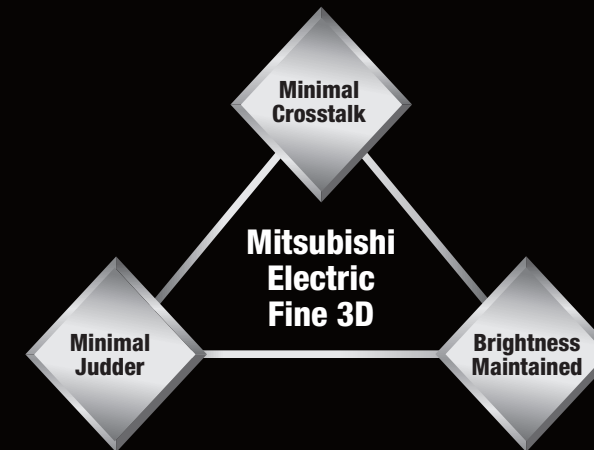 Minimal
Crosstalk
Mitsubishi
Electric
Fine 3D
Minimal
Judder
Brightness
Maintained